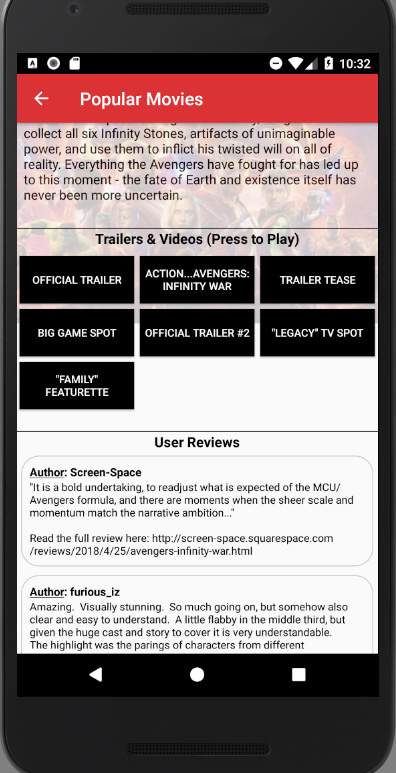 10:32
Popular Movies
collect all six Infinity Stones, artifacts of unimaginable
power, and use them to inflict his twisted will on all of
reality. Everything the Avengers have fought for has led up
to this moment - the fate of Earth and existence itself has
never been more uncertain.
Trailers & Videos (Press to Play)
OFFICIAL TRAILER
ACTION...AVENGERS:
INFINITY WAR
TRAILER TEASE
BIG GAME SPOT
OFFICIAL TRAILER #2
"LEGACY" TV SPOT
"FAMILY"
FEATURETTE
User Reviews
Author: Screen-Space
"It is a bold undertaking, to readjust what is expected of the MCU/
Avengers formula, and there are moments when the sheer scale and
momentum match the narrative ambition..."
Read the full review here: http://screen-space.squarespace.com
/reviews/2018/4/25/avengers-infinity-war.html
Author: furious_iz
Amazing. Visually stunning. So much going on, but somehow also
clear and easy to understand. A little flabby in the middle third, but
given the huge cast and story to cover it is very understandable.
The highlight was the parings of characters from different